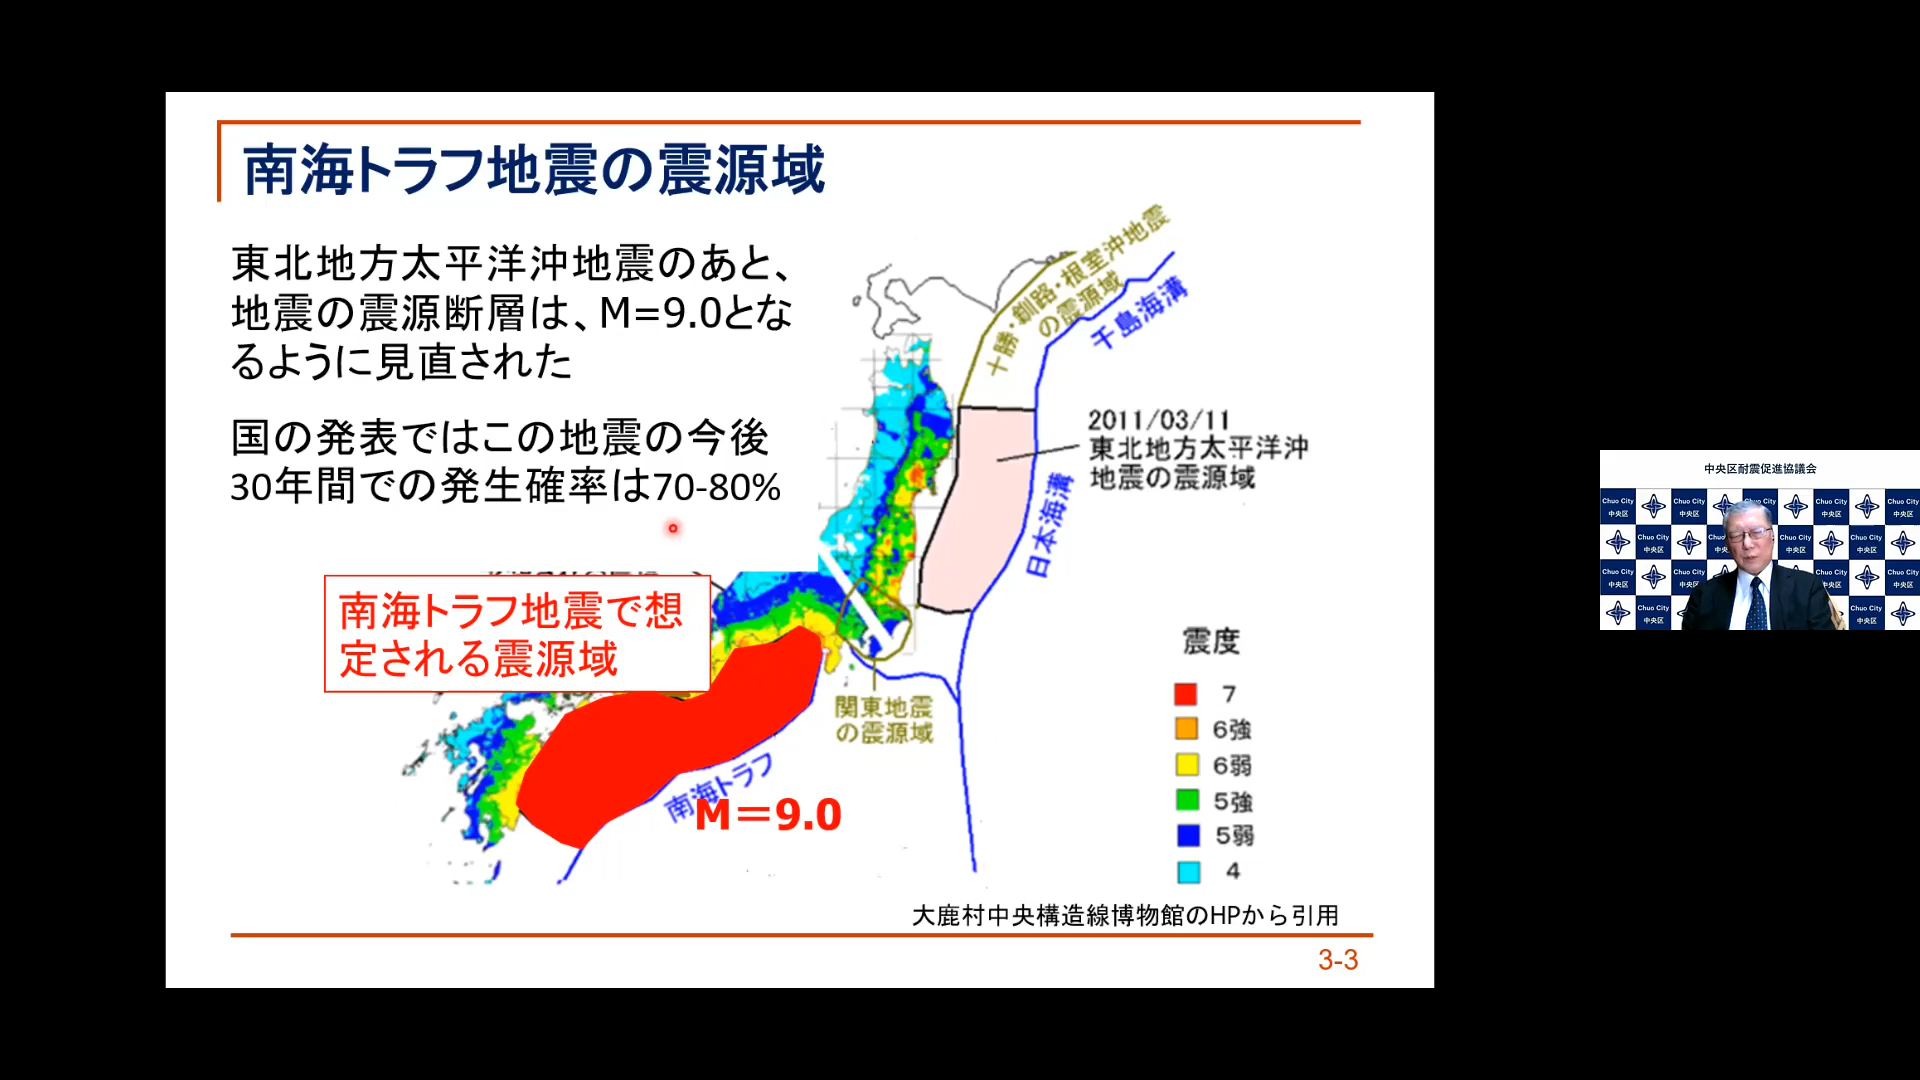 南海トラフ地震の震源域
東北地方太平洋沖地震のあと、
地震の震源断層は、M=9.0とな
るように見直された
国の発表ではこの地震の今後
30年間での発生確率は70-80%
十勝・釧路・根室沖地震
の震源域
千島海溝
2011/03/11
東北地方太平洋沖
地震の震源域
日本海溝
南海トラフ地震で想
定される震源域
関東地震
の震源域
南海トラフ
M=9.0
震度
7
6強
6弱
5強
5弱
4
大鹿村中央構造線博物館のHPから引用
3-3
中央区耐震促進協議会
Chuo City
中央区